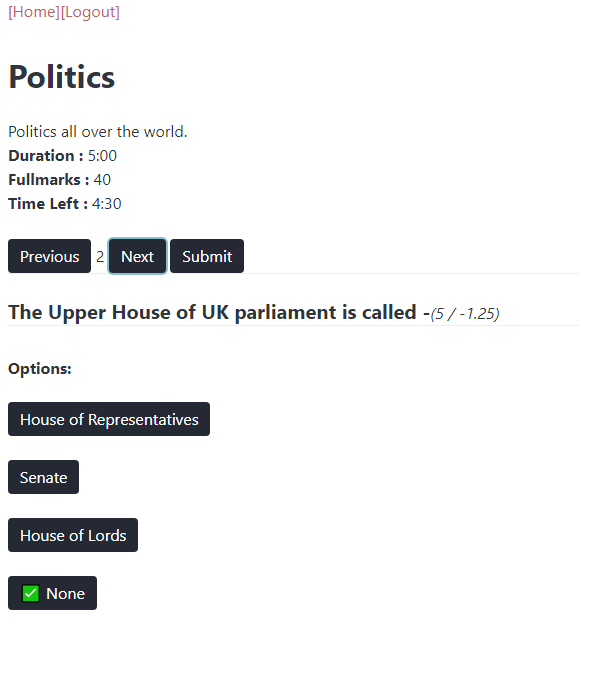 [Home][Logout]
Politics
Politics all over the world.
Duration : 5:00
Fullmarks : 40
Time Left : 4:30
Previous 2 Next Submit
The Upper House of UK parliament is called -(5 / -1.25)
Options:
House of Representatives
Senate
House of Lords
✅ None